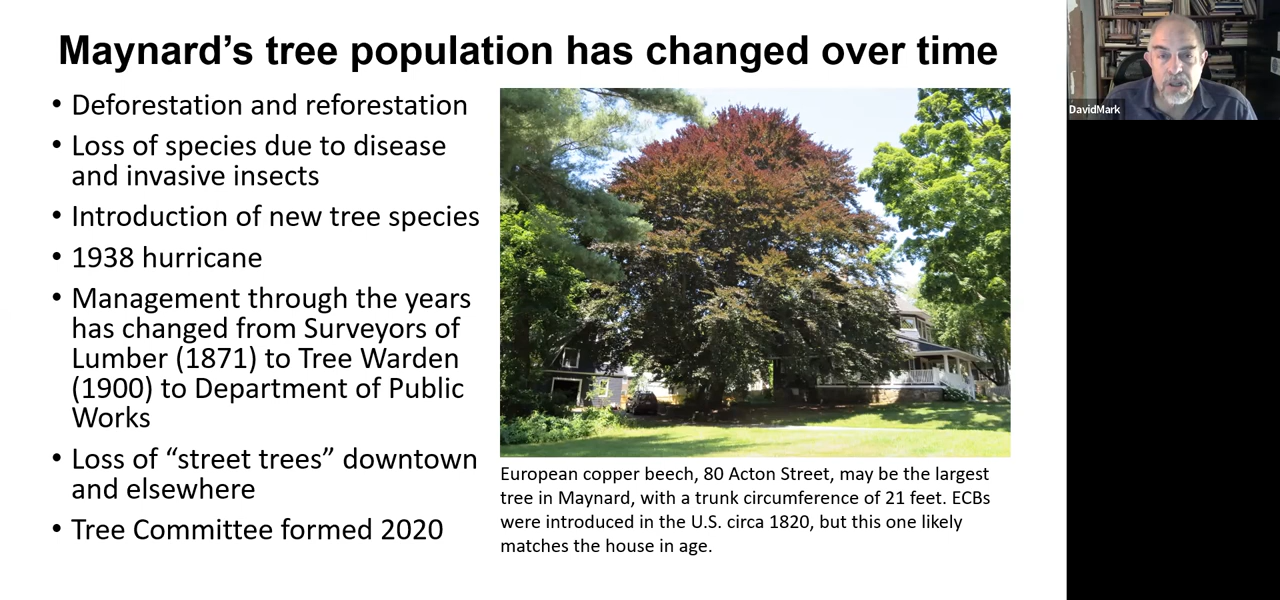 Maynard’s tree population has changed over time
• Deforestation and reforestation
• Loss of species due to disease
and invasive insects
• Introduction of new tree species
• 1938 hurricane
• Management through the years
has changed from Surveyors of
Lumber (1871) to Tree Warden
(1900) to Department of Public
Works
• Loss of “street trees” downtown
and elsewhere
• Tree Committee formed 2020
European copper beech, 80 Acton Street, may be the largest
tree in Maynard, with a trunk circumference of 21 feet. ECBs
were introduced in the U.S. circa 1820, but this one likely
matches the house in age.
DavidMark